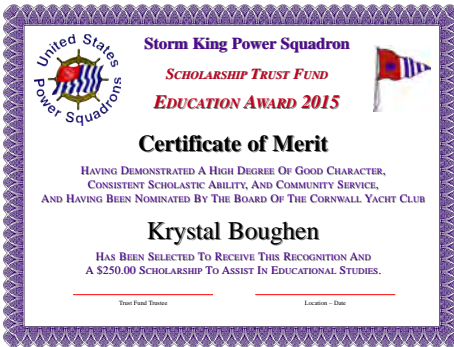 United States
Power Squadrons
Storm King Power Squadron
Scholarship Trust Fund
Education Award 2015
Certificate of Merit
Having Demonstrated A High Degree Of Good Character,
Consistent Scholastic Ability, And Community Service,
And Having Been Nominated By The Board Of The Cornwall Yacht Club
Krystal Boughen
Has Been Selected To Receive This Recognition And
A $250.00 Scholarship To Assist In Educational Studies.
Trust Fund Trustee
Location – Date